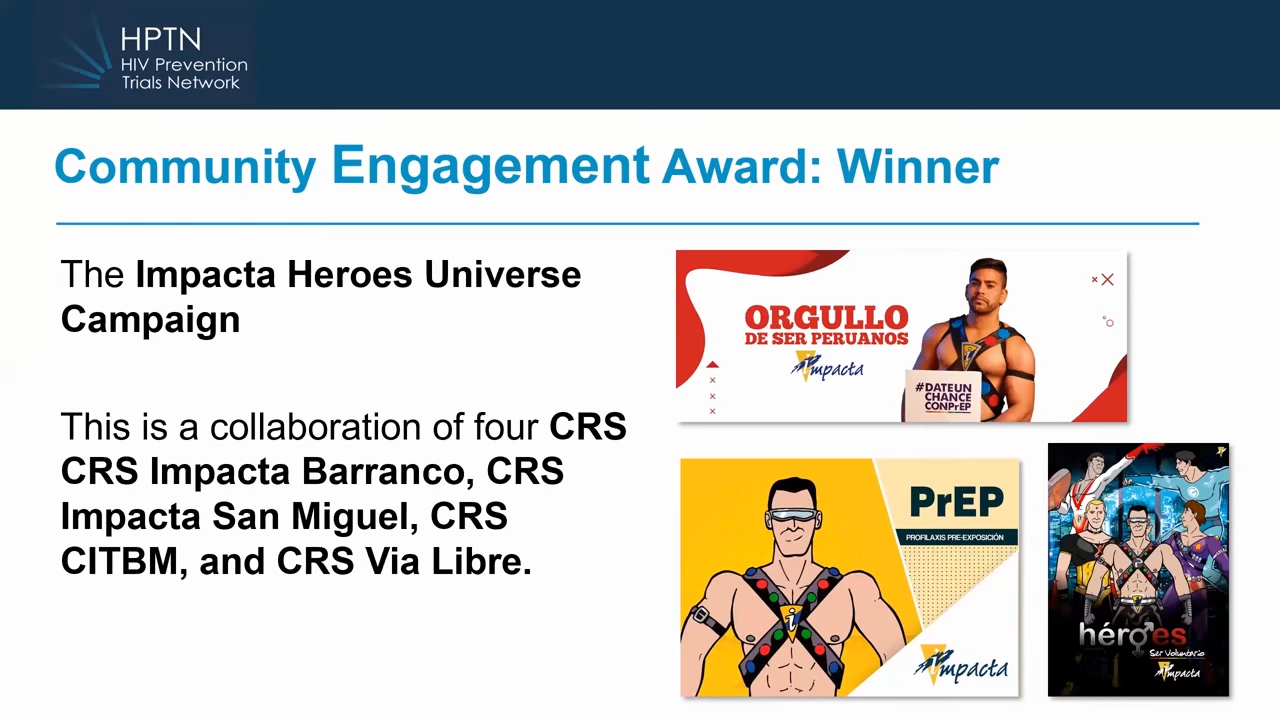 HPTN
HIV Prevention
Trials Network
Community Engagement Award: Winner
The Impacta Heroes Universe
Campaign
This is a collaboration of four CRS
CRS Impacta Barranco, CRS
Impacta San Miguel, CRS
CITBM, and CRS Via Libre.
ORGULLO
DE SER PERUANOS
impacta
#DATEUN
CHANCE
CONPrEP
PrEP
PROFILAXIS PRE-EXPOSICIÓN
i
impacta
héroes
Ser Voluntario
impacta